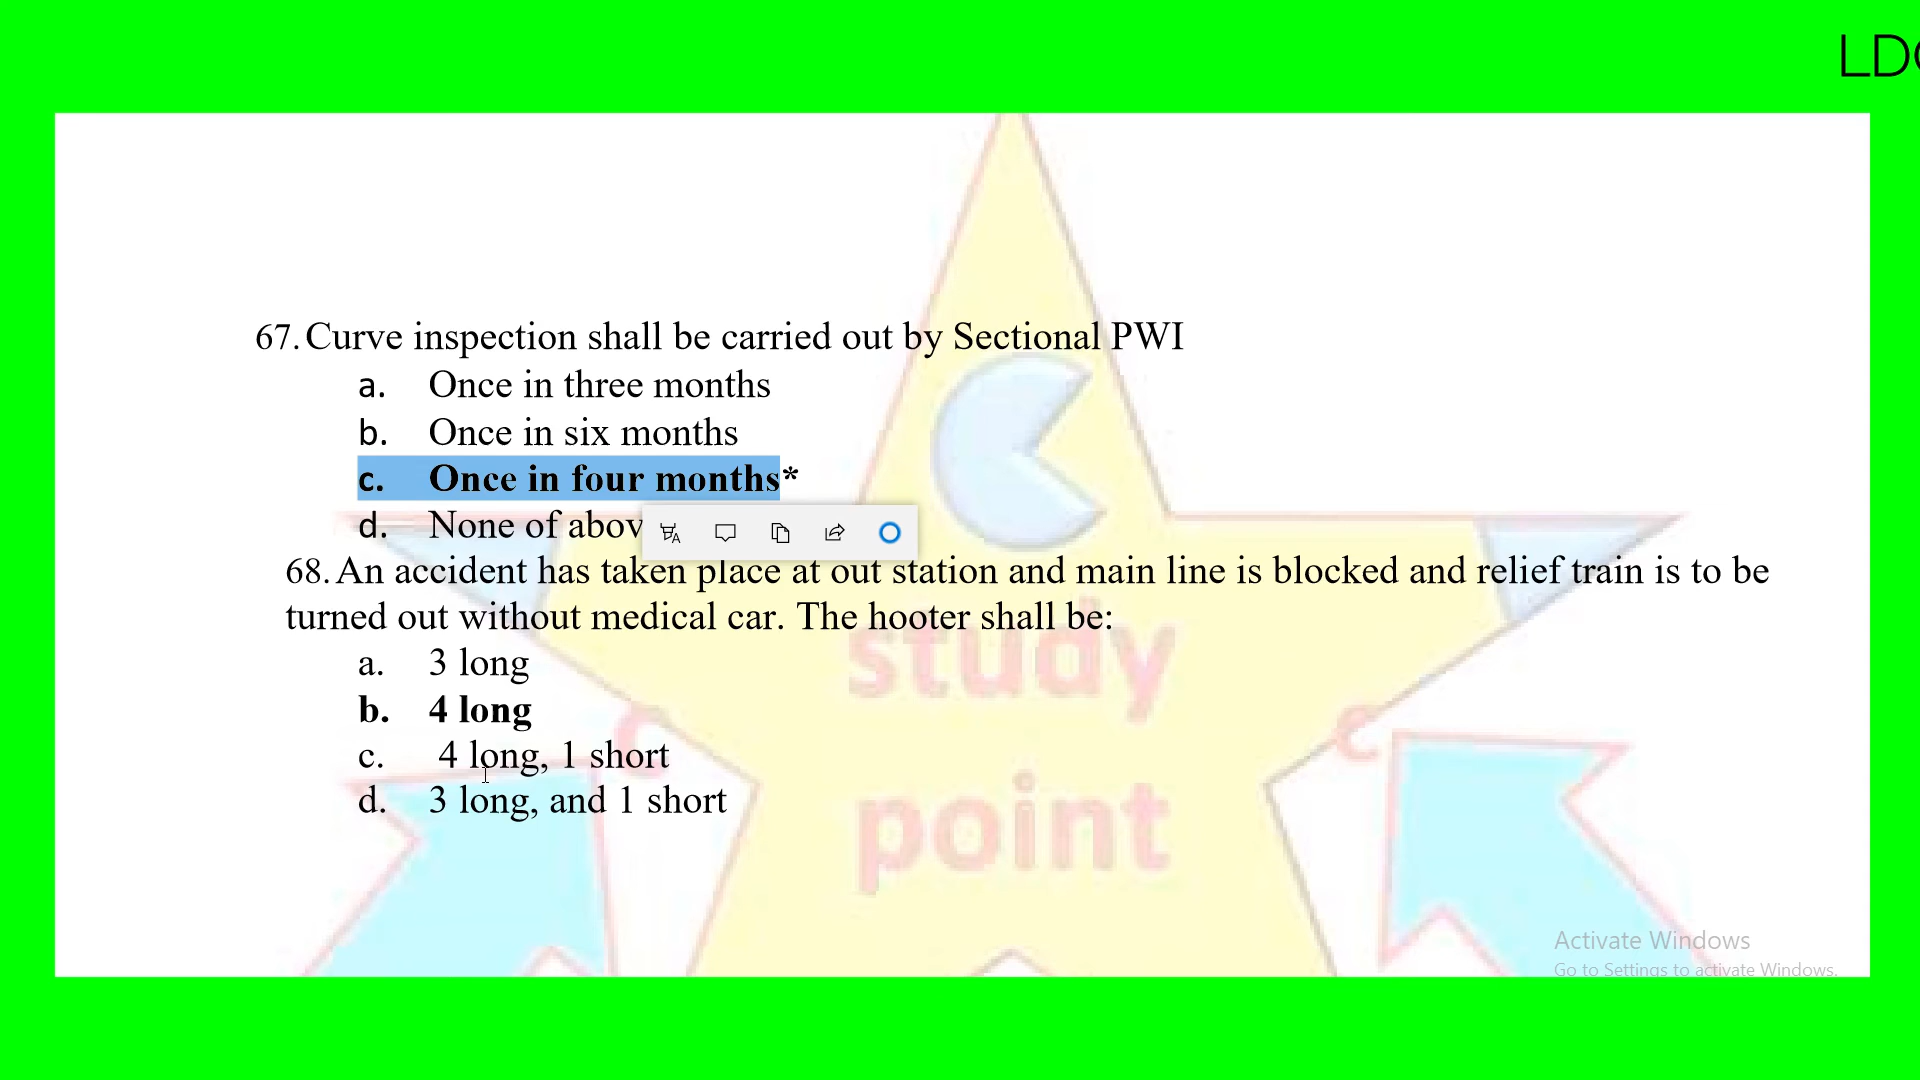 LD
67. Curve inspection shall be carried out by Sectional PWI
a. Once in three months
b. Once in six months
c. Once in four months*
d. None of abov
68. An accident has taken place at out station and main line is blocked and relief train is to be
turned out without medical car. The hooter shall be:
a. 3 long
b. 4 long
c. 4 long, 1 short
d. 3 long, and 1 short
study
point
Activate Windows
Go to Settings to activate Windows.